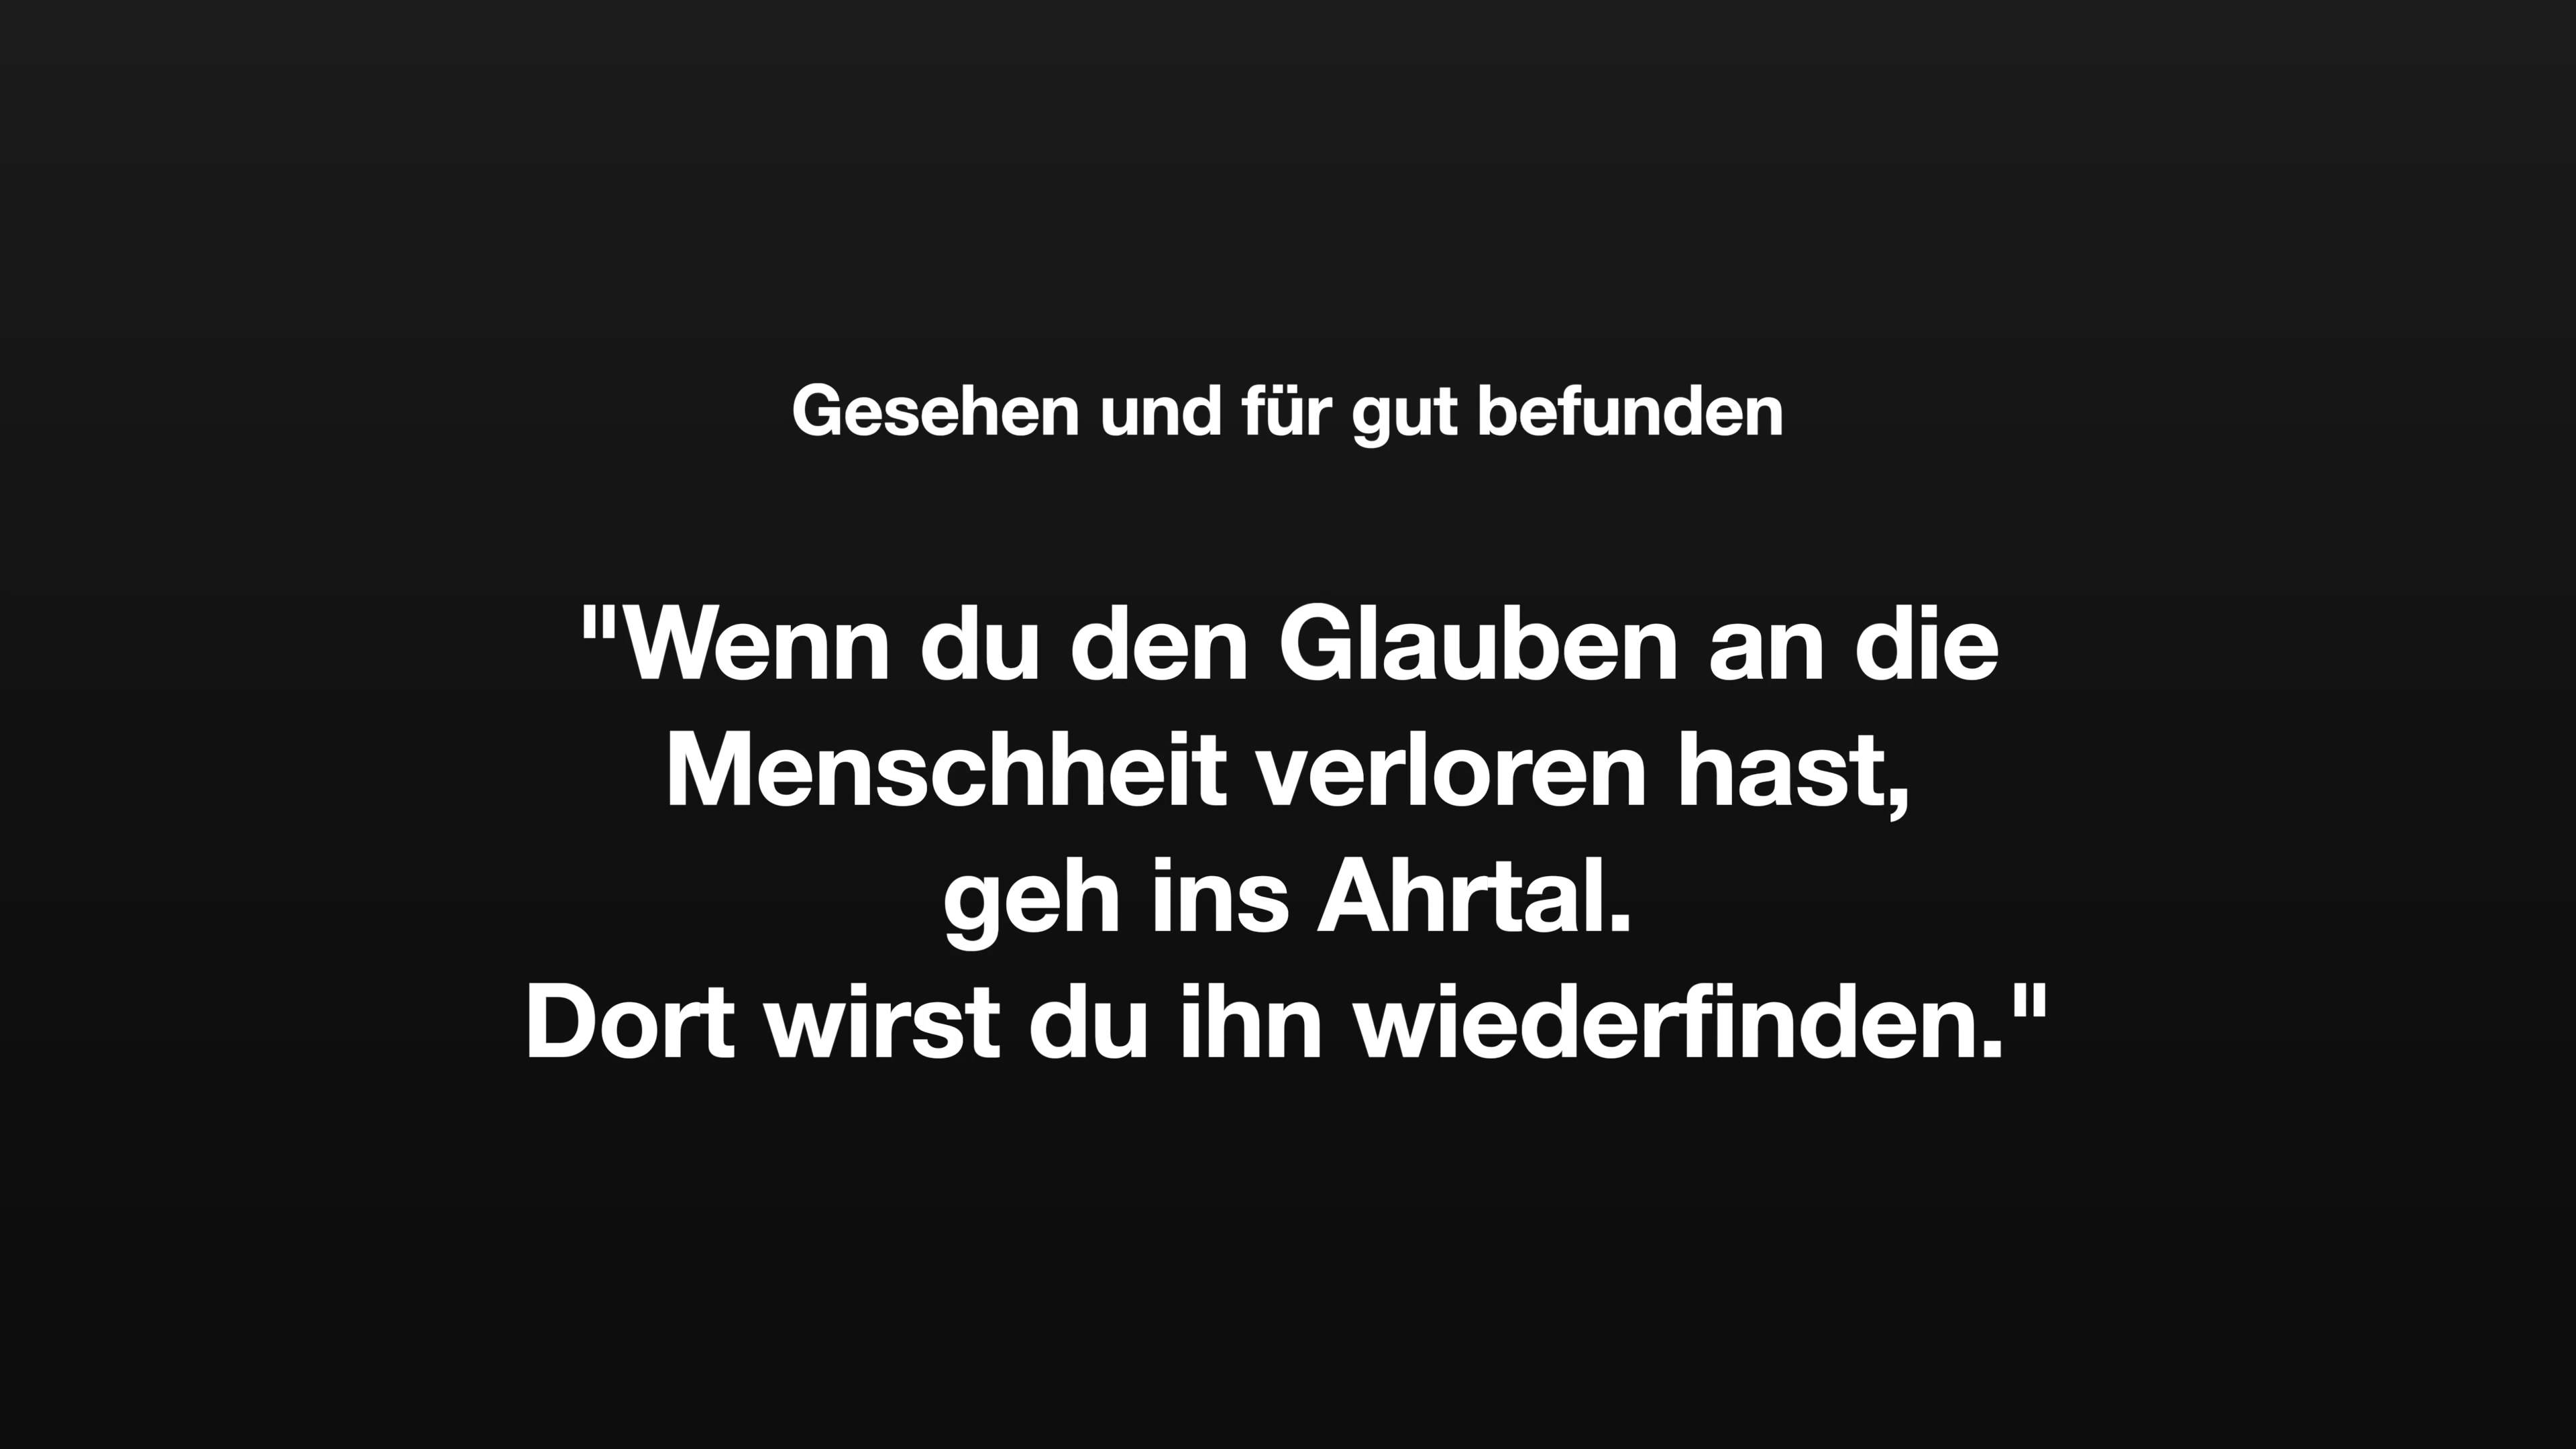 Gesehen und für gut befunden
"Wenn du den Glauben an die
Menschheit verloren hast,
geh ins Ahrtal.
Dort wirst du ihn wiederfinden."